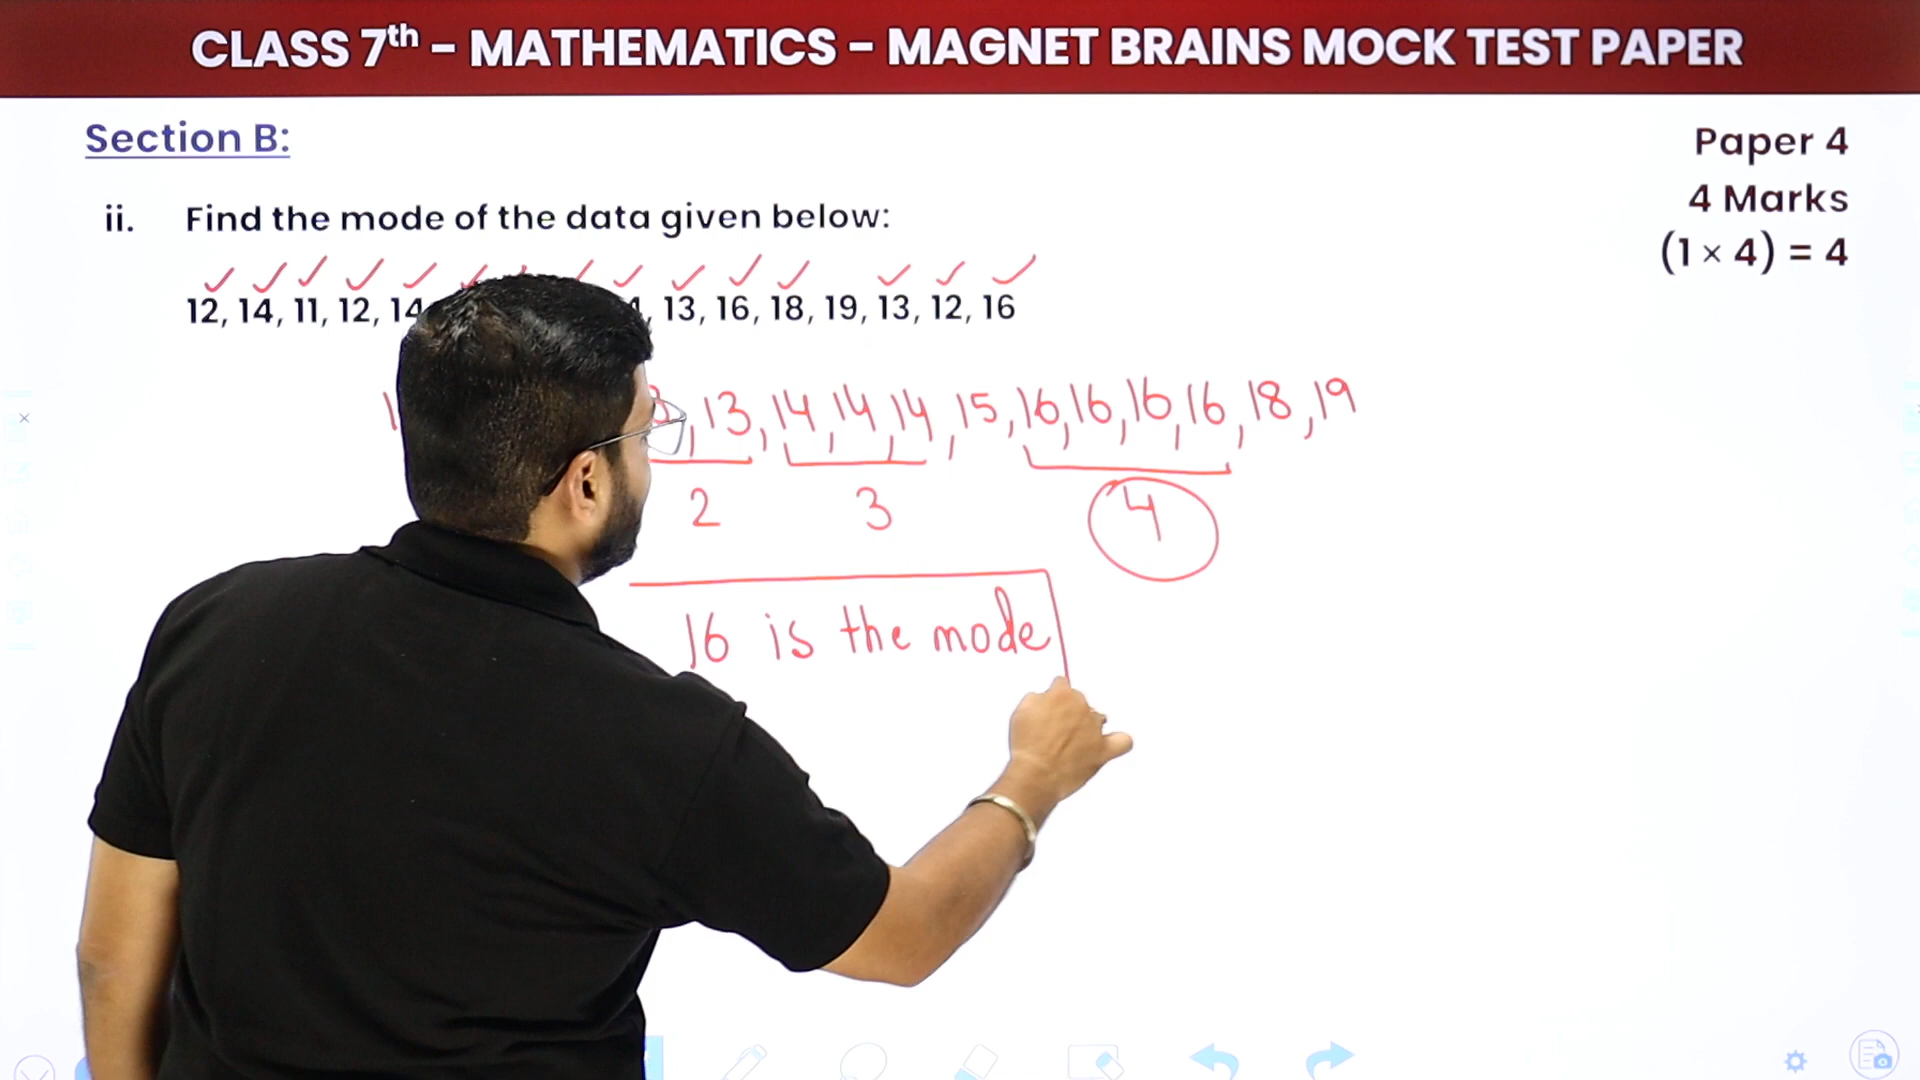 CLASS 7th – MATHEMATICS – MAGNET BRAINS MOCK TEST PAPER
Section B:
Paper 4
4 Marks
(1 × 4) = 4
ii. Find the mode of the data given below:
12, 14, 11, 12, 14 , 13, 16, 18, 19, 13, 12, 16
, 13, 14, 14, 14, 15, 16, 16, 16, 16, 18, 19
2 3 4
16 is the mode